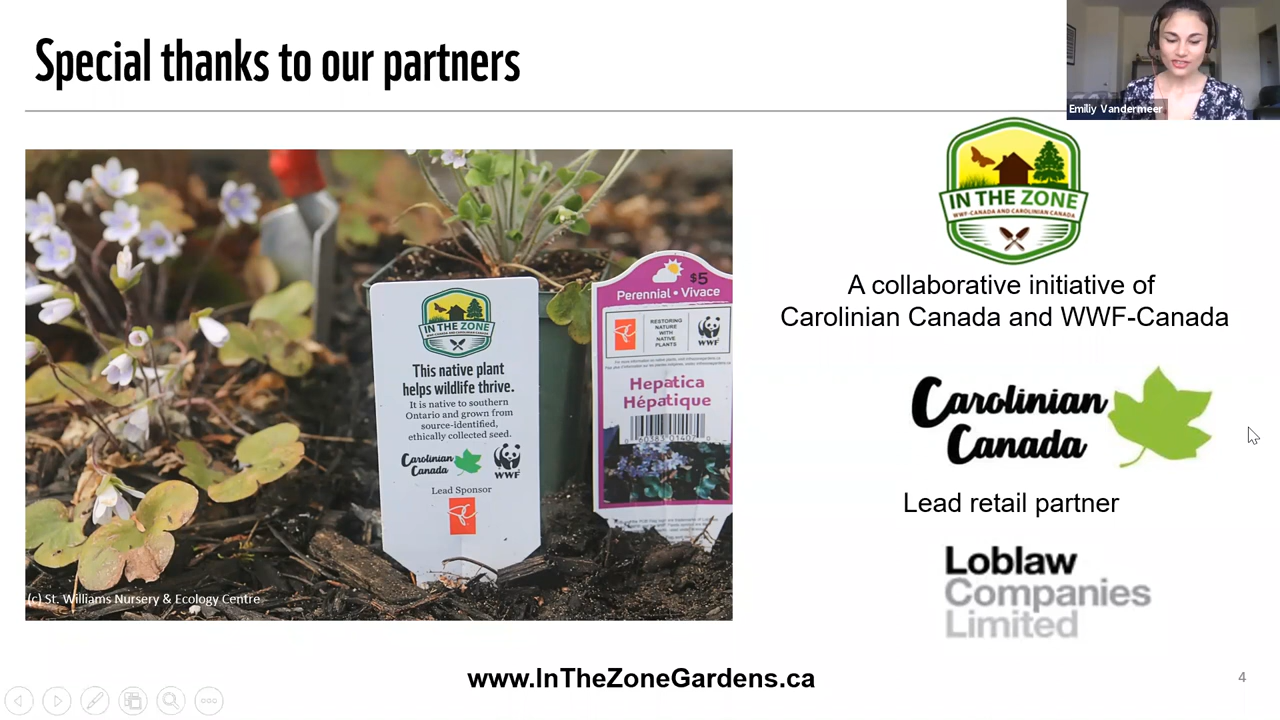 Special thanks to our partners
Emiliy Vandermeer
IN THE ZONE
WWF-CANADA AND CAROLINIAN CANADA
A collaborative initiative of
Carolinian Canada and WWF-Canada
Carolinian
Canada
Lead retail partner
Loblaw
Companies
Limited
IN THE ZONE
This native plant
helps wildlife thrive.
It is native to southern
Ontario and grown from
source-identified,
ethically collected seed.
Carolinian
Canada
WWF
Lead Sponsor
$5
Perennial • Vivace
RESTORING
NATURE
WITH
NATIVE
PLANTS
WWF
Hepatica
Hépatique
(c) St. Williams Nursery & Ecology Centre
www.InTheZoneGardens.ca
4